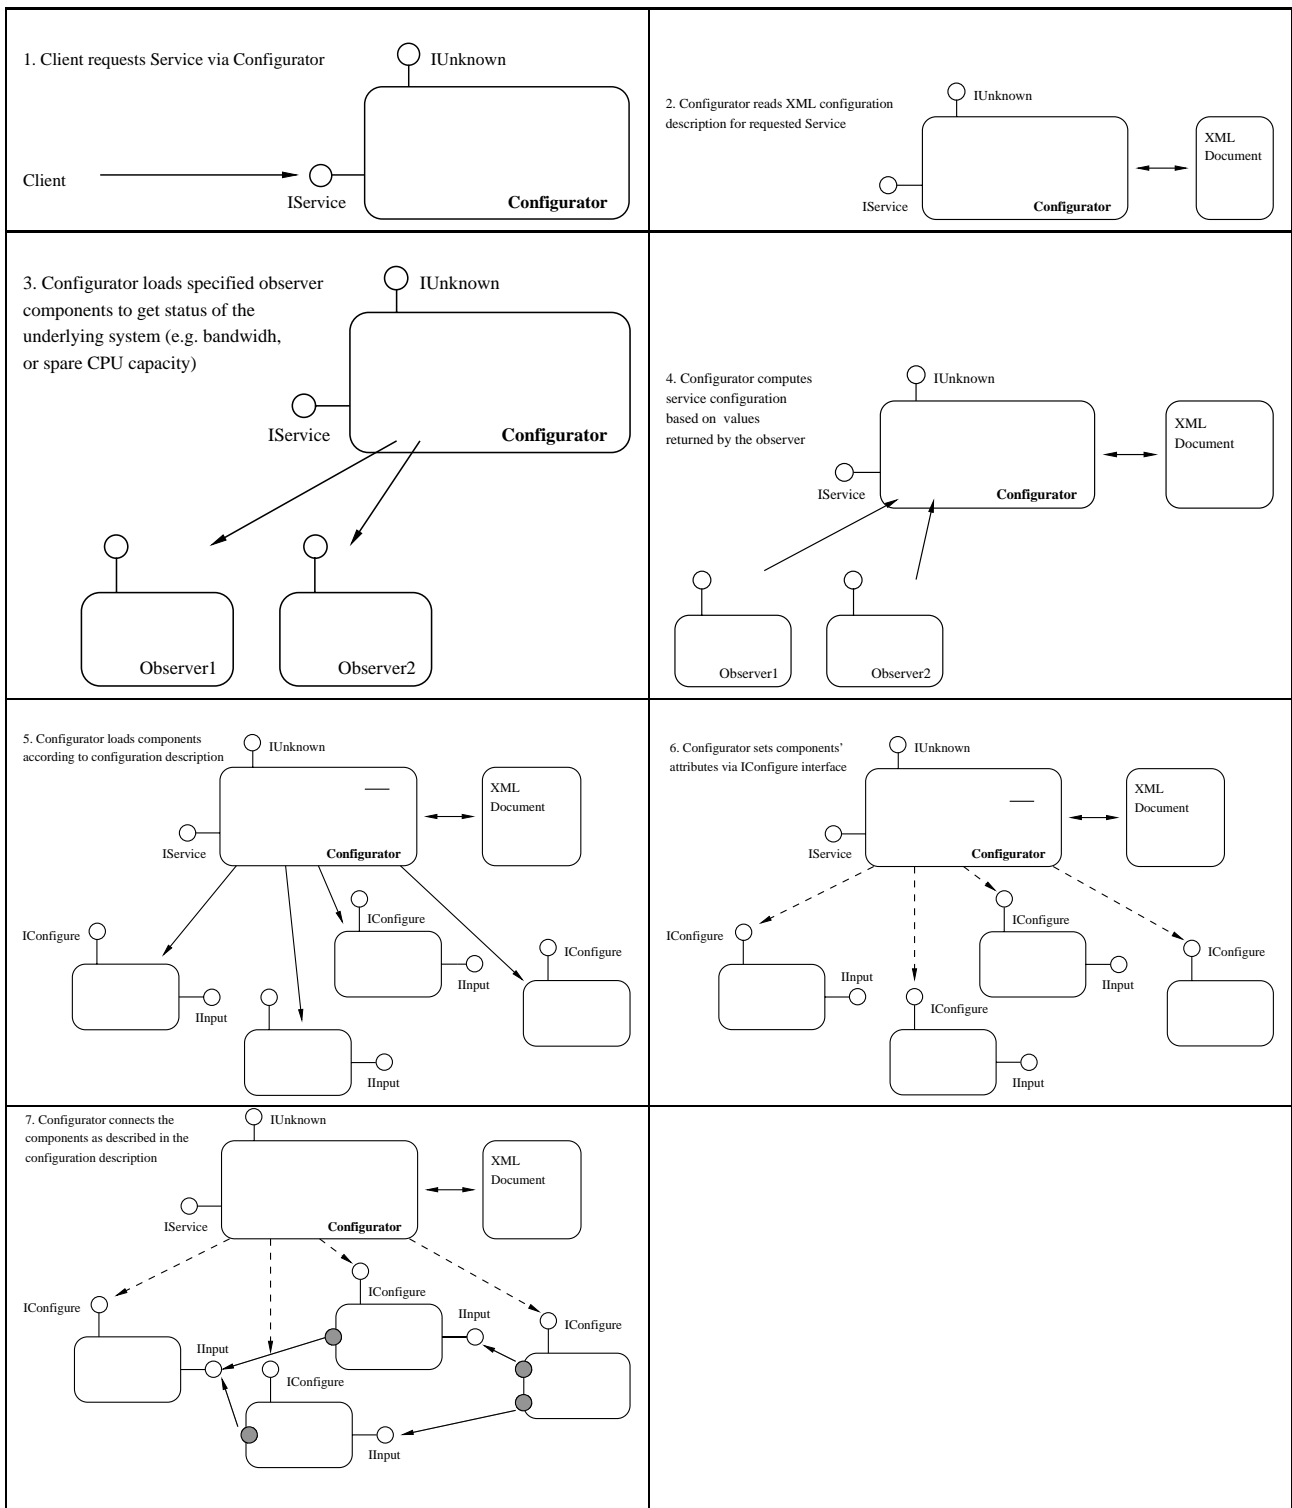 1. Client requests Service via Configurator
IUnknown
Client
IService
Configurator
2. Configurator reads XML configuration
description for requested Service
IUnknown
XML
Document
IService
Configurator
3. Configurator loads specified observer
components to get status of the
underlying system (e.g. bandwidh,
or spare CPU capacity)
IUnknown
IService
Configurator
Observer1
Observer2
4. Configurator computes
service configuration
based on values
returned by the observer
IUnknown
XML
Document
IService
Configurator
Observer1
Observer2
5. Configurator loads components
according to configuration description
IUnknown
XML
Document
IService
Configurator
IConfigure
IConfigure
IConfigure
IInput
IInput
IInput
6. Configurator sets components'
attributes via IConfigure interface
IUnknown
XML
Document
IService
Configurator
IConfigure
IConfigure
IConfigure
IInput
IInput
IConfigure
IInput
7. Configurator connects the
components as described in the
configuration description
IUnknown
XML
Document
IService
Configurator
IConfigure
IConfigure
IInput
IConfigure
IInput
IConfigure
IInput